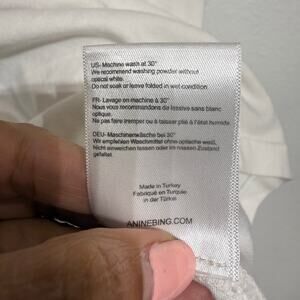 US- Machine wash at 30°
We recommend washing powder without
optical white.
Do not soak or leave folded in wet condition
FR- Lavage en machine à 30°
Nous vous recommandons de lessive sans blanc
optique.
Ne pas faire tremper ou à laisser plié à l'état humide
DEU- Maschinenwäsche bei 30°
Wir empfehlen Waschmittel ohne optische weiß.
Nicht einweichen lassen oder im nassen Zustand
gefaltet.
Made in Turkey
Fabriqué en Turquie
in der Türkei
ANINEBING.COM